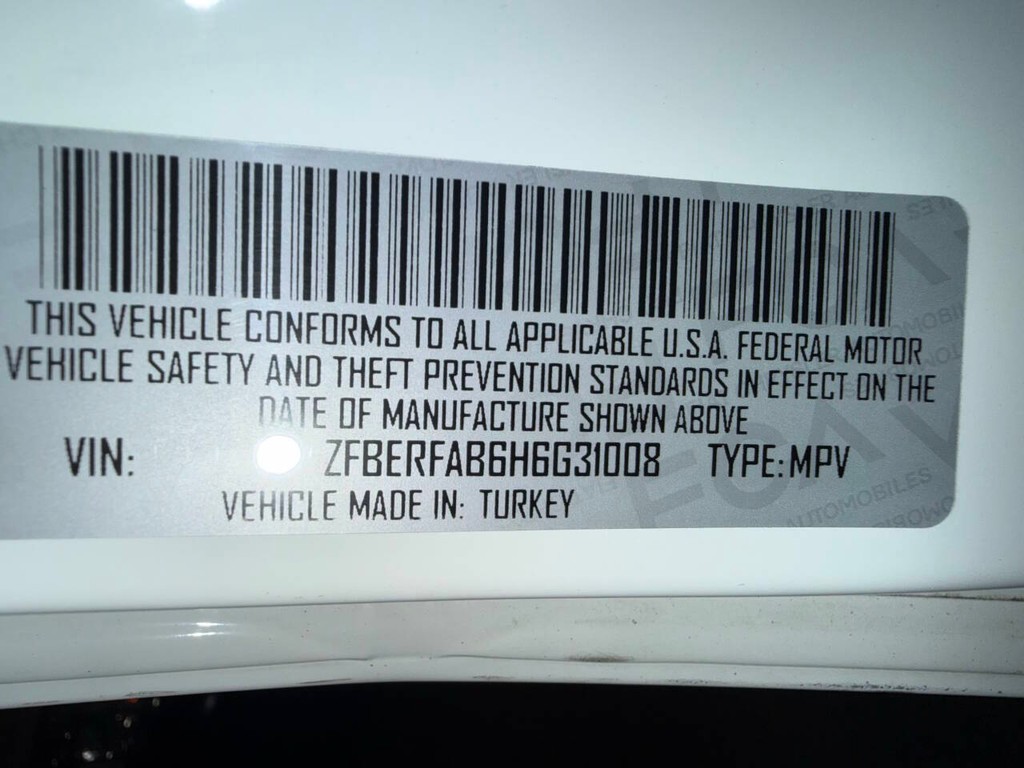 THIS VEHICLE CONFORMS TO ALL APPLICABLE U.S.A. FEDERAL MOTOR
VEHICLE SAFETY AND THEFT PREVENTION STANDARDS IN EFFECT ON THE
DATE OF MANUFACTURE SHOWN ABOVE
VIN: ZFBERFAB6H6G31008 TYPE: MPV
VEHICLE MADE IN: TURKEY
AUTOMOBILES